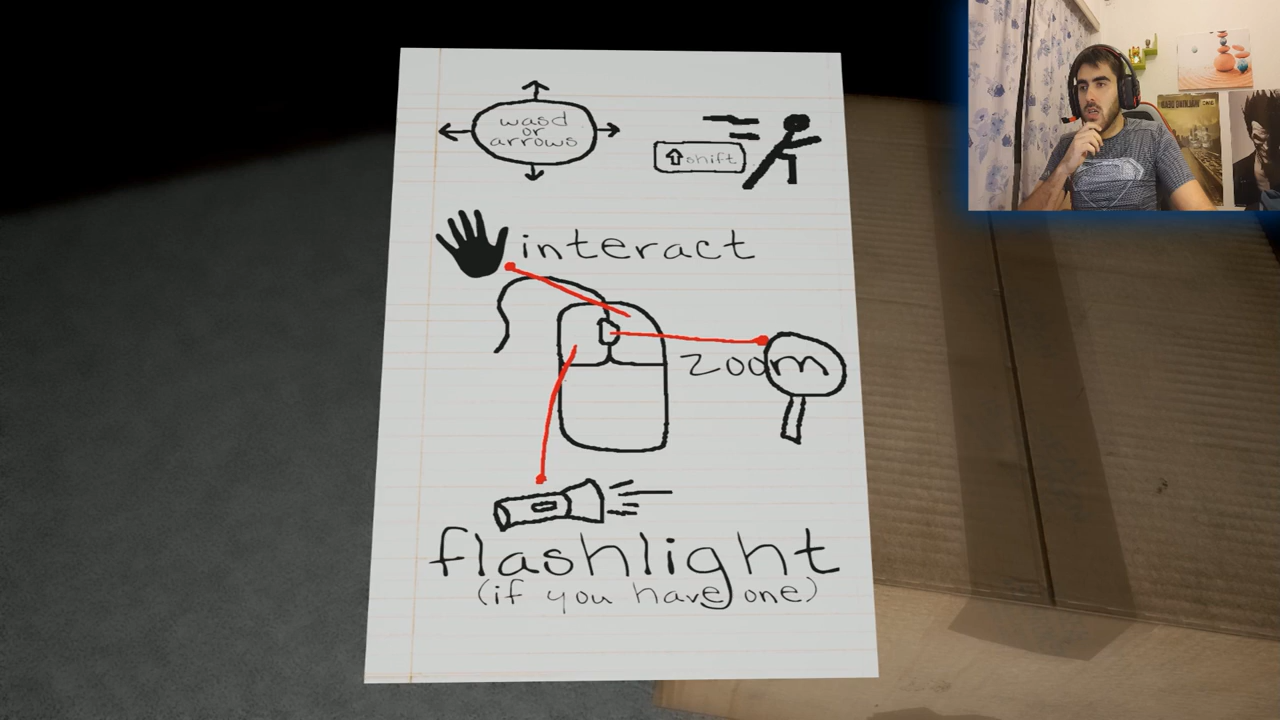 wasd
or
arrows
shift
interact
zoom
flashlight
(if you have one)